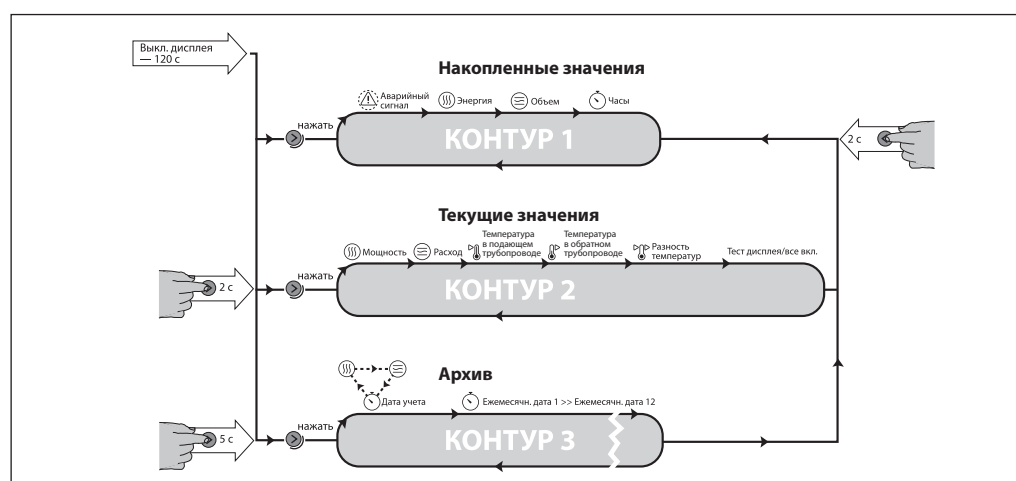 Выкл. дисплея
— 120 с
Накопленные значения
Аварийный
сигнал
Энергия
Объем
Часы
нажать
КОНТУР 1
2 с
Текущие значения
Мощность
Расход
Температура
в подающем
трубопроводе
Температура
в обратном
трубопроводе
Разность
температур
Тест дисплея/все вкл.
2 с
нажать
КОНТУР 2
Архив
Дата учета
Ежемесячн. дата 1 >> Ежемесячн. дата 12
5 с
нажать
КОНТУР 3